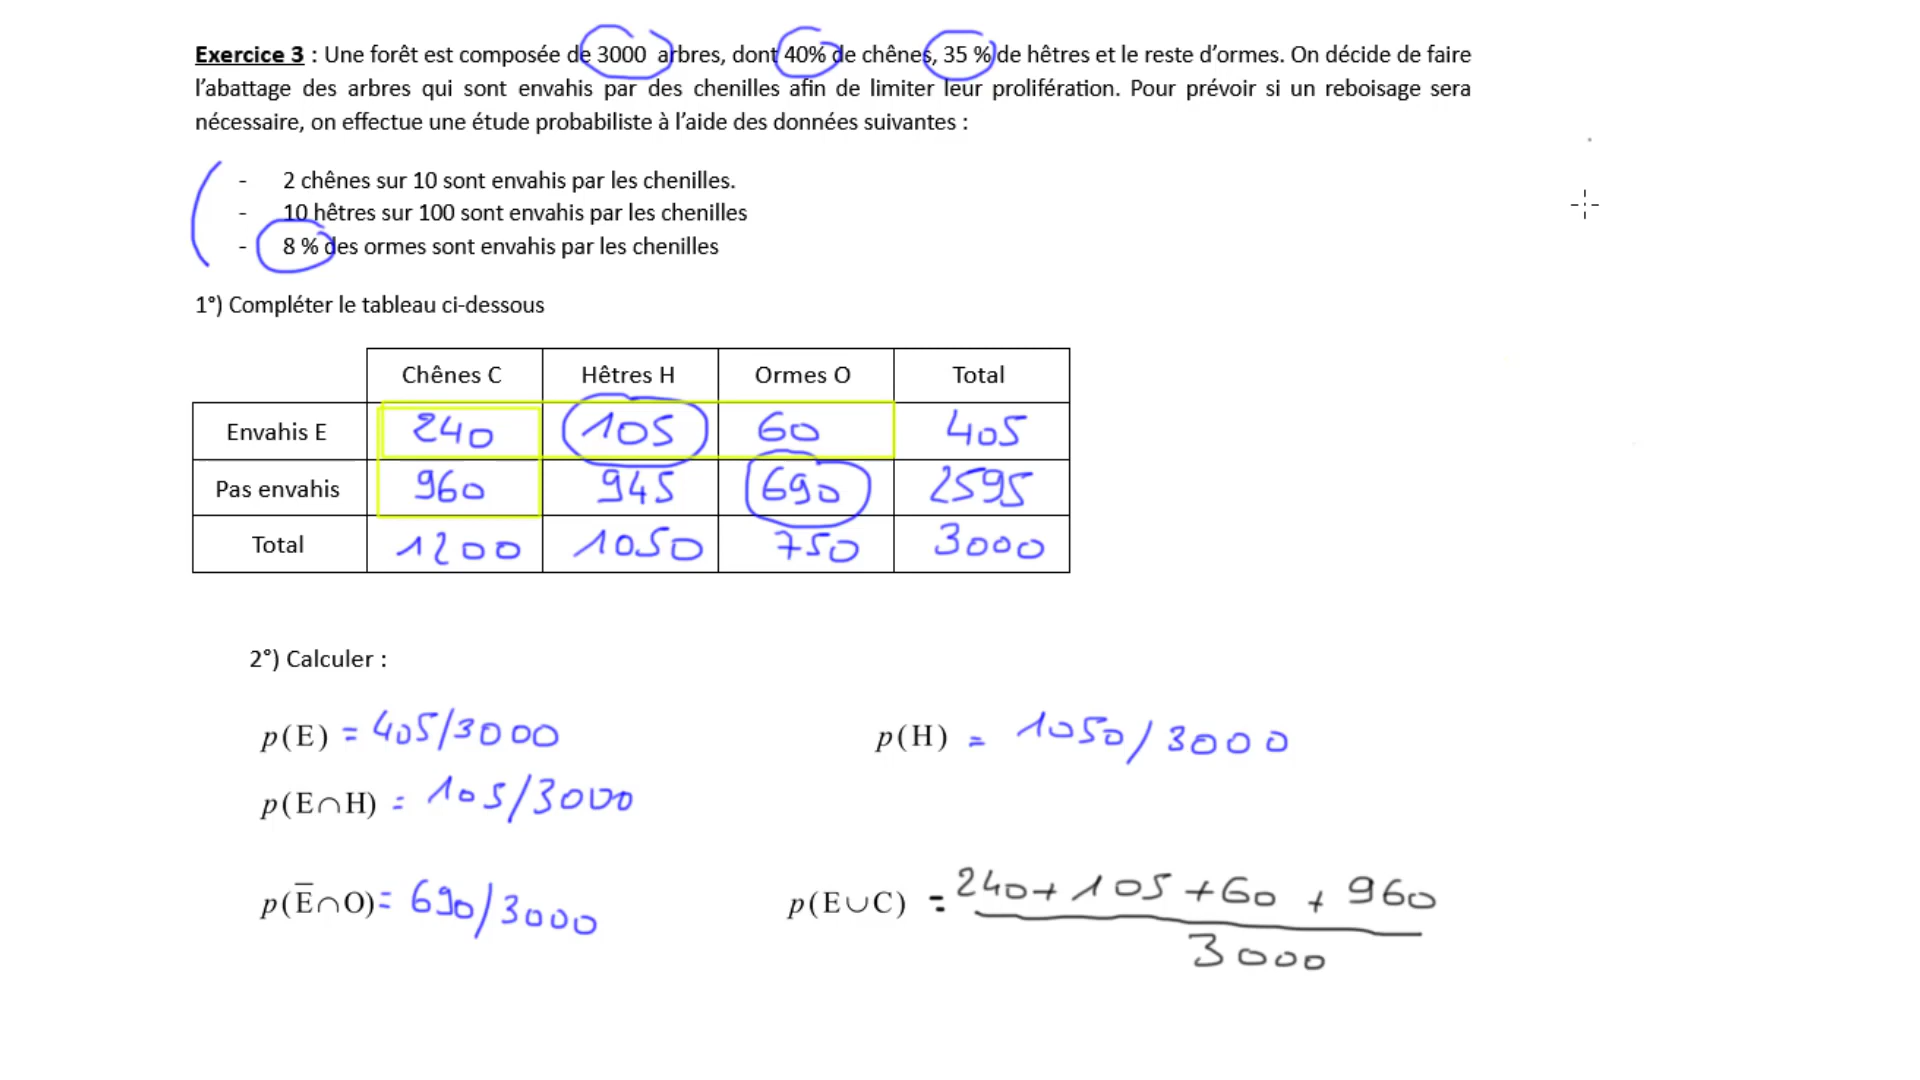 Exercice 3 : Une forêt est composée de 3000 arbres, dont 40% de chênes, 35 % de hêtres et le reste d’ormes. On décide de faire
l’abattage des arbres qui sont envahis par des chenilles afin de limiter leur prolifération. Pour prévoir si un reboisage sera
nécessaire, on effectue une étude probabiliste à l’aide des données suivantes :
- 2 chênes sur 10 sont envahis par les chenilles.
- 10 hêtres sur 100 sont envahis par les chenilles
- 8 % des ormes sont envahis par les chenilles
1°) Compléter le tableau ci-dessous
Chênes C Hêtres H Ormes O Total
Envahis E 240 105 60 405
Pas envahis 960 945 690 2595
Total 1200 1050 750 3000
2°) Calculer :
p(E) = 405/3000 p(H) = 1050/3000
p(E∩H) = 105/3000
p(E̅∩O) = 690/3000 p(E∪C) = 240+105+60+960
3000